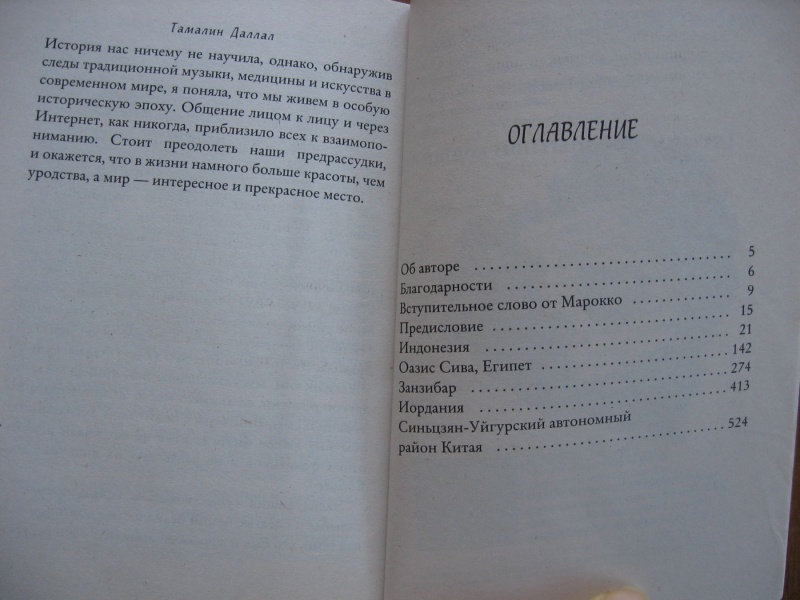 Тамалин Даллал
История нас ничему не научила, однако, обнаружив
следы традиционной музыки, медицины и искусства в
современном мире, я поняла, что мы живем в особую
историческую эпоху. Общение лицом к лицу и через
Интернет, как никогда, приблизило всех к взаимопо-
ниманию. Стоит преодолеть наши предрассудки,
и окажется, что в жизни намного больше красоты, чем
уродства, а мир — интересное и прекрасное место.
ОГЛАВЛЕНИЕ
Об авторе . . . . . . . . . . 5
Благодарности . . . . . . . . . . 6
Вступительное слово от Марокко . . . . . . . . . . 9
Предисловие . . . . . . . . . . 15
Индонезия . . . . . . . . . . 21
Оазис Сива, Египет . . . . . . . . . . 142
Занзибар . . . . . . . . . . 274
Иордания . . . . . . . . . . 413
Синьцзян-Уйгурский автономный
район Китая . . . . . . . . . . 524